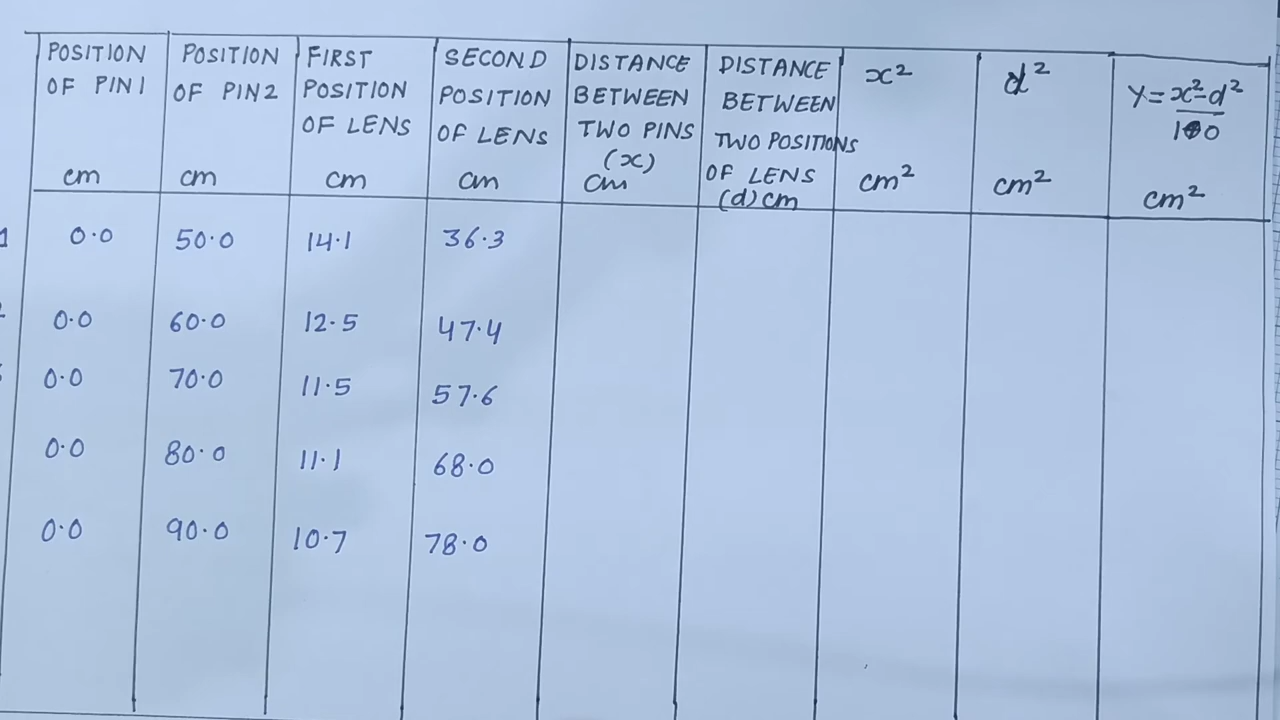 POSITION OF PIN1 cm
POSITION OF PIN2 cm
FIRST POSITION OF LENS cm
SECOND POSITION OF LENS cm
DISTANCE BETWEEN TWO PINS (x) cm
DISTANCE BETWEEN TWO POSITIONS OF LENS (d) cm
x² cm²
d² cm²
Y = x²-d² / 100 cm²
1 0.0 50.0 14.1 36.3
0.0 60.0 12.5 47.4
0.0 70.0 11.5 57.6
0.0 80.0 11.1 68.0
0.0 90.0 10.7 78.0